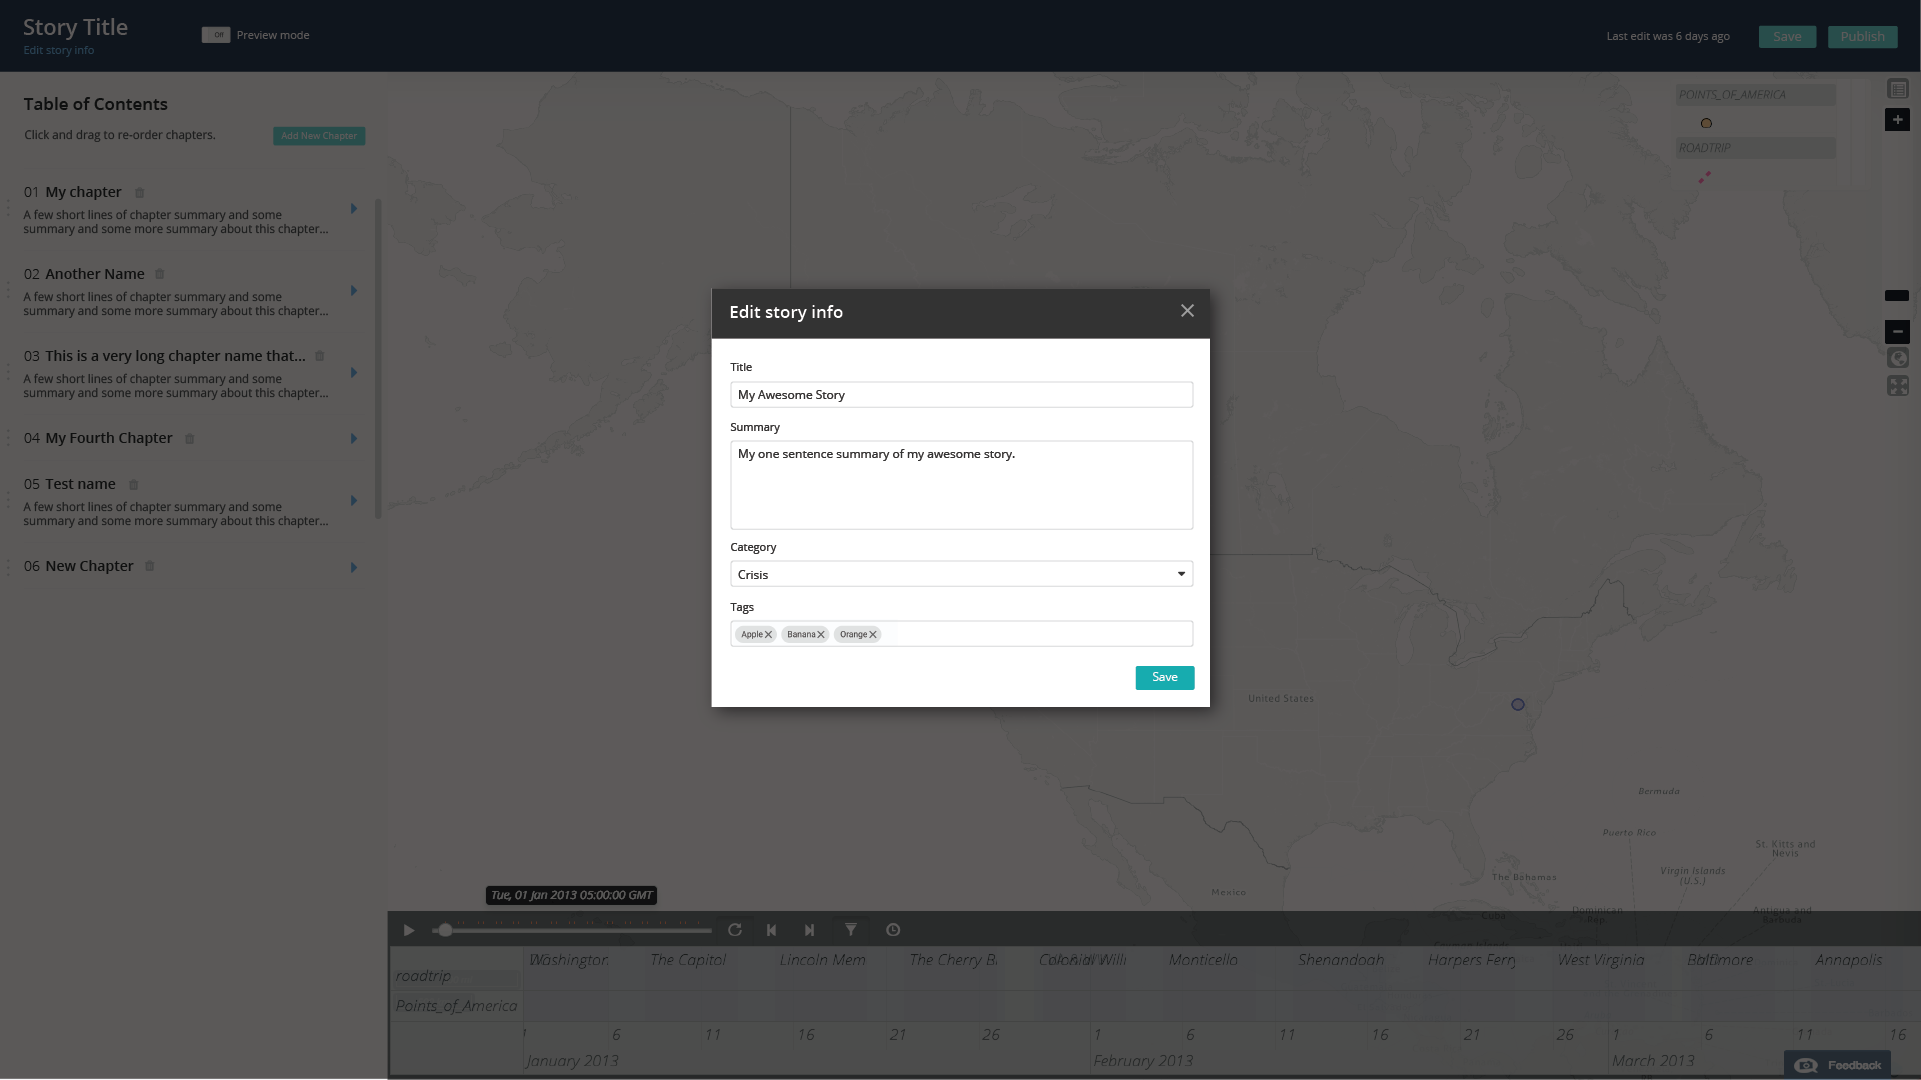 Story Title
Edit story info
Off
Preview mode
Last edit was 6 days ago
Save
Publish
Table of Contents
Click and drag to re-order chapters.
Add New Chapter
01 My chapter
A few short lines of chapter summary and some
summary and some more summary about this chapter...
02 Another Name
A few short lines of chapter summary and some
summary and some more summary about this chapter...
03 This is a very long chapter name that...
A few short lines of chapter summary and some
summary and some more summary about this chapter...
04 My Fourth Chapter
05 Test name
A few short lines of chapter summary and some
summary and some more summary about this chapter...
06 New Chapter
POINTS_OF_AMERICA
ROADTRIP
Edit story info
Title
My Awesome Story
Summary
My one sentence summary of my awesome story.
Category
Crisis
Tags
Apple Banana Orange
Save
United States
Bermuda
Puerto Rico
St. Kitts and
Nevis
Virgin Islands
(U.S.)
The Bahamas
Mexico
Cuba
Dominican
Rep.
Antigua and
Barbuda
Tue, 01 Jan 2013 05:00:00 GMT
roadtrip
Points_of_America
Washington The Capitol Lincoln Mem The Cherry B Colonial Willi Monticello Shenandoah Harpers Ferry West Virginia Baltimore Annapolis
1 6 11 16 21 26 1 6 11 16 21 26 1 6 11 16
January 2013 February 2013 March 2013
Feedback